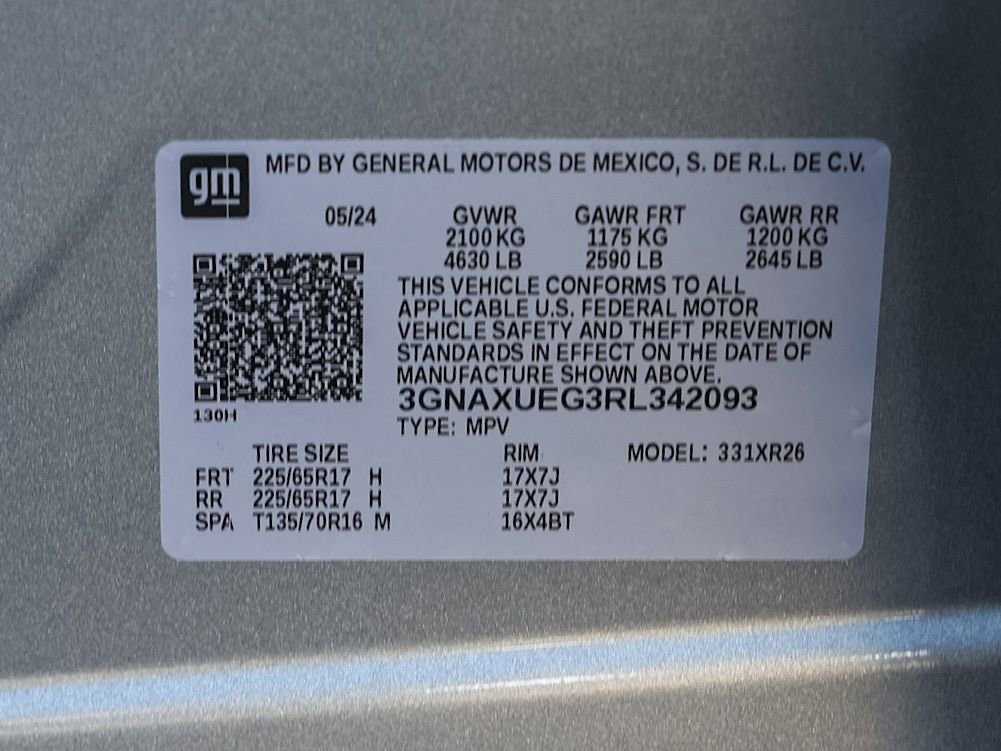 gm MFD BY GENERAL MOTORS DE MEXICO, S. DE R.L. DE C.V.
05/24 GVWR GAWR FRT GAWR RR
2100 KG 1175 KG 1200 KG
4630 LB 2590 LB 2645 LB
THIS VEHICLE CONFORMS TO ALL
APPLICABLE U.S. FEDERAL MOTOR
VEHICLE SAFETY AND THEFT PREVENTION
STANDARDS IN EFFECT ON THE DATE OF
MANUFACTURE SHOWN ABOVE.
3GNAXUEG3RL342093
130H
TYPE: MPV
TIRE SIZE RIM MODEL: 331XR26
FRT 225/65R17 H 17X7J
RR 225/65R17 H 17X7J
SPA T135/70R16 M 16X4BT